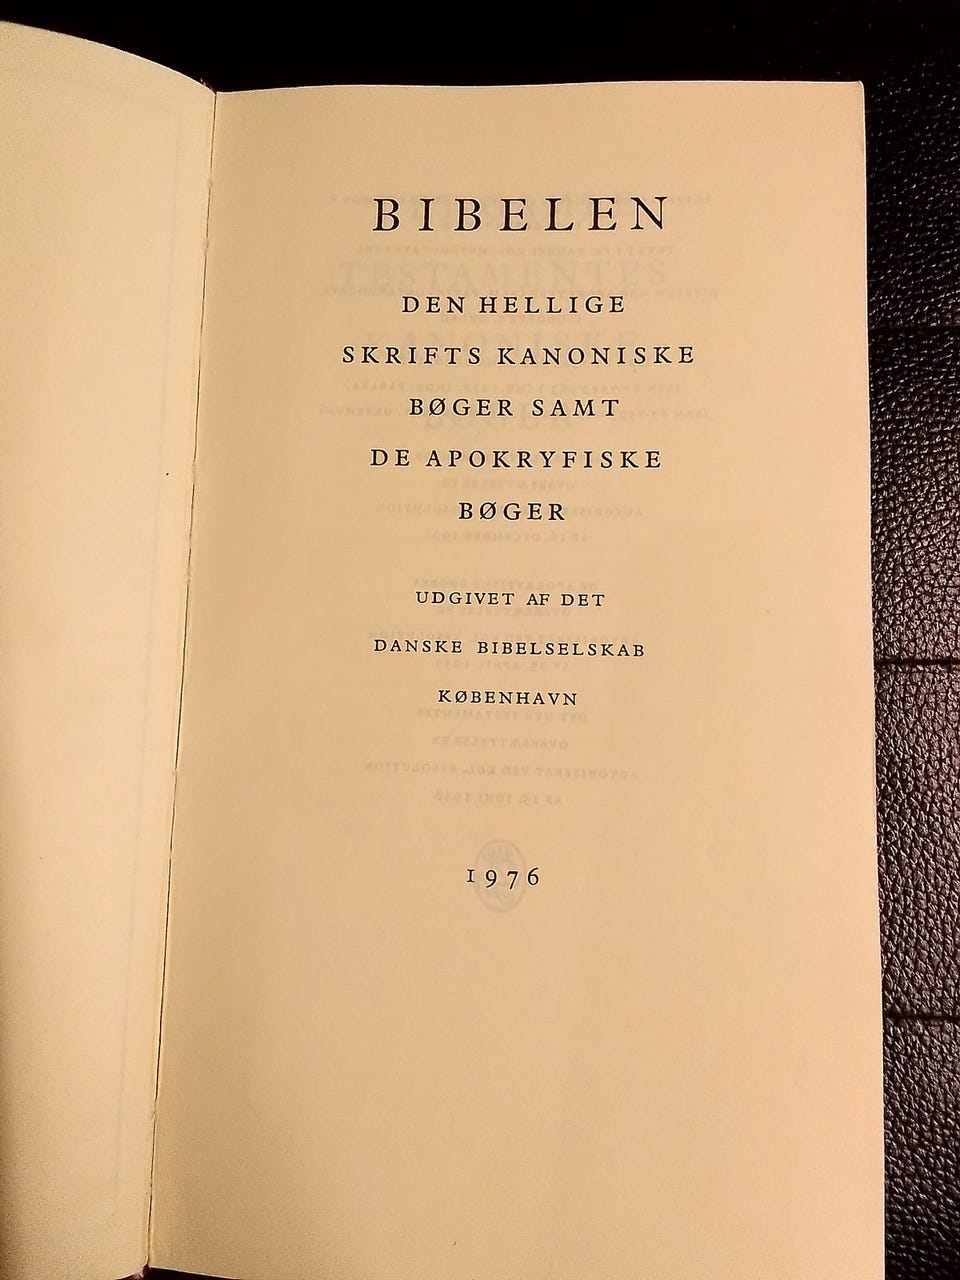 BIBELEN
DEN HELLIGE
SKRIFTS KANONISKE
BØGER SAMT
DE APOKRYFISKE
BØGER
UDGIVET AF DET
DANSKE BIBELSELSKAB
KØBENHAVN
1976